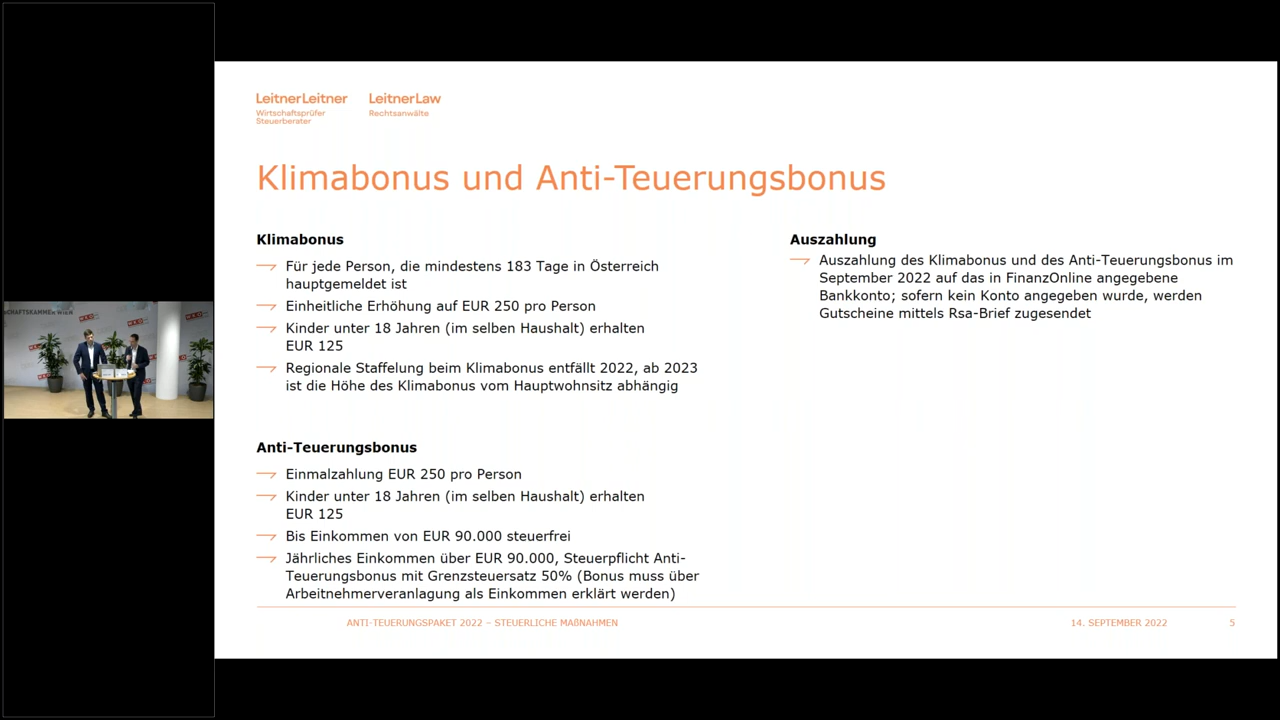 LeitnerLeitner
Wirtschaftsprüfer
Steuerberater
LeitnerLaw
Rechtsanwälte
Klimabonus und Anti-Teuerungsbonus
Klimabonus
Für jede Person, die mindestens 183 Tage in Österreich
hauptgemeldet ist
Einheitliche Erhöhung auf EUR 250 pro Person
Kinder unter 18 Jahren (im selben Haushalt) erhalten
EUR 125
Regionale Staffelung beim Klimabonus entfällt 2022, ab 2023
ist die Höhe des Klimabonus vom Hauptwohnsitz abhängig
Anti-Teuerungsbonus
Einmalzahlung EUR 250 pro Person
Kinder unter 18 Jahren (im selben Haushalt) erhalten
EUR 125
Bis Einkommen von EUR 90.000 steuerfrei
Jährliches Einkommen über EUR 90.000, Steuerpflicht Anti-
Teuerungsbonus mit Grenzsteuersatz 50% (Bonus muss über
Arbeitnehmerveranlagung als Einkommen erklärt werden)
Auszahlung
Auszahlung des Klimabonus und des Anti-Teuerungsbonus im
September 2022 auf das in FinanzOnline angegebene
Bankkonto; sofern kein Konto angegeben wurde, werden
Gutscheine mittels Rsa-Brief zugesendet
ANTI-TEUERUNGSPAKET 2022 – STEUERLICHE MAßNAHMEN
14. SEPTEMBER 2022
5